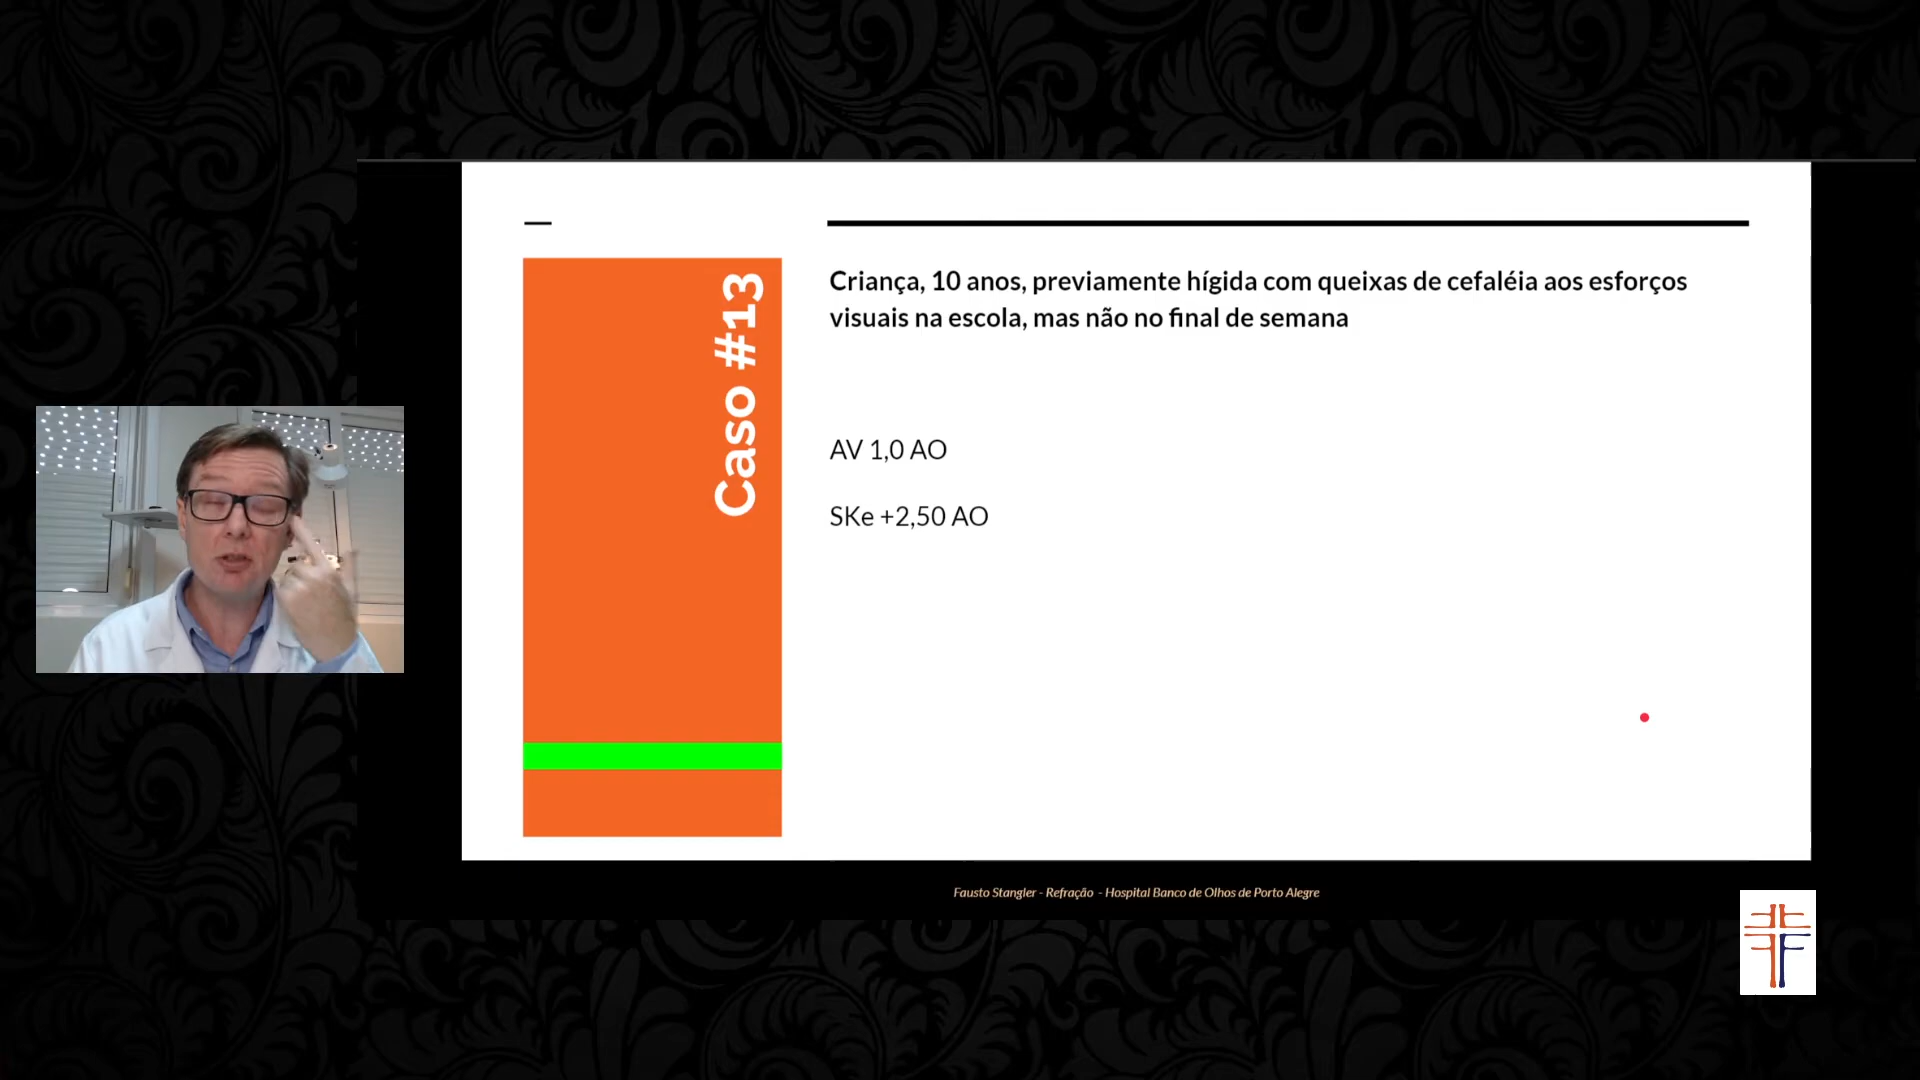 Caso #13
Criança, 10 anos, previamente hígida com queixas de cefaléia aos esforços
visuais na escola, mas não no final de semana
AV 1,0 AO
SKe +2,50 AO
Fausto Stangler - Refração - Hospital Banco de Olhos de Porto Alegre